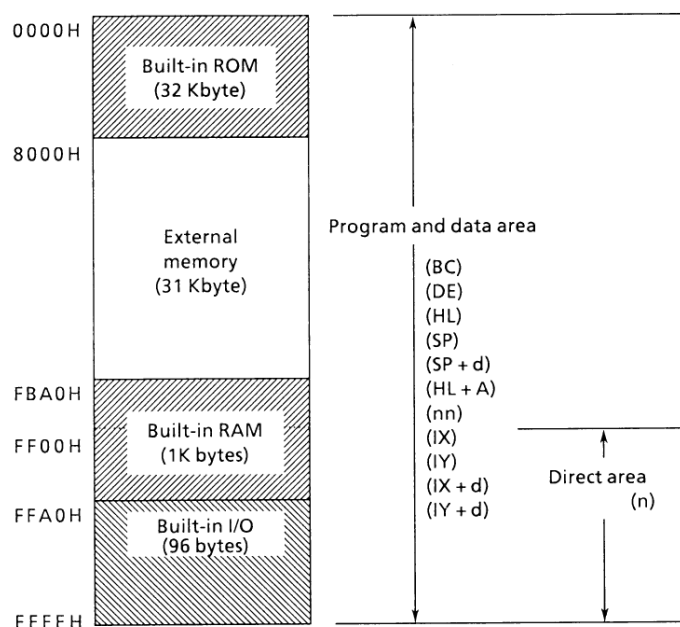 0000H
Built-in ROM
(32 Kbyte)
8000H
External
memory
(31 Kbyte)
FBA0H
FF00H
Built-in RAM
(1K bytes)
FFA0H
Built-in I/O
(96 bytes)
FFFFH
Program and data area
(BC)
(DE)
(HL)
(SP)
(SP + d)
(HL + A)
(nn)
(IX)
(IY)
(IX + d)
(IY + d)
Direct area
(n)